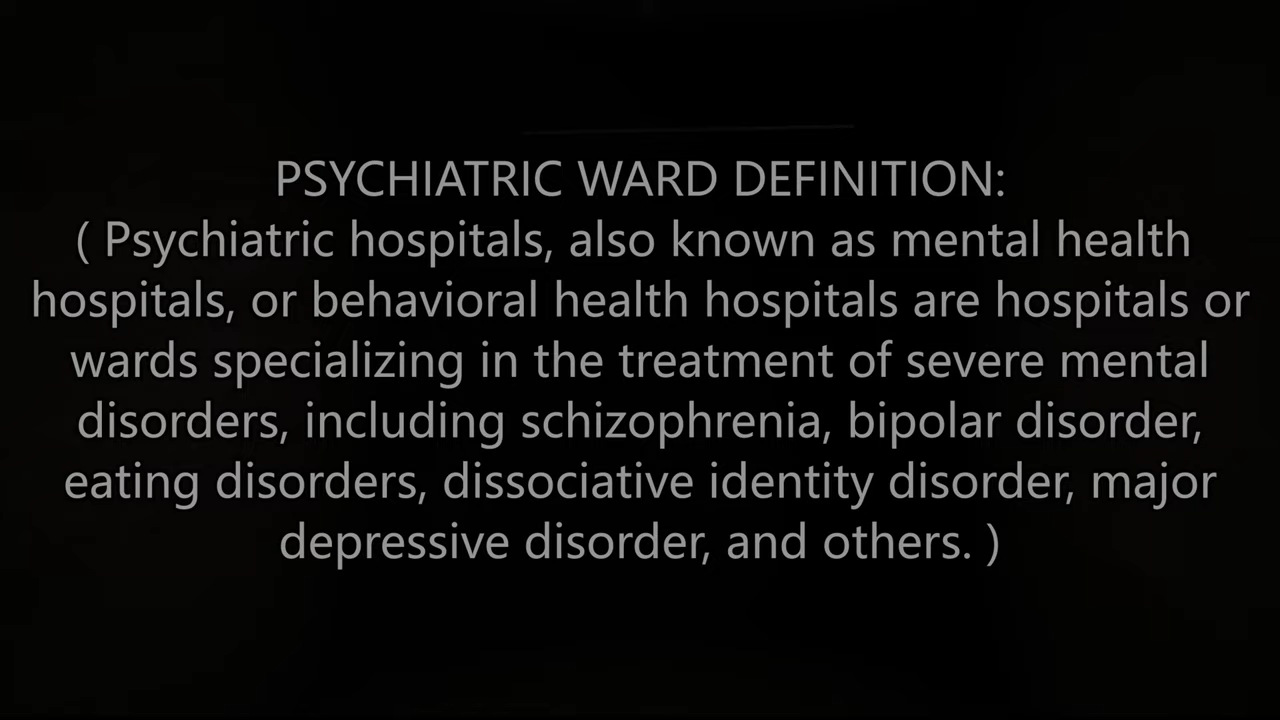 PSYCHIATRIC WARD DEFINITION:
( Psychiatric hospitals, also known as mental health
hospitals, or behavioral health hospitals are hospitals or
wards specializing in the treatment of severe mental
disorders, including schizophrenia, bipolar disorder,
eating disorders, dissociative identity disorder, major
depressive disorder, and others. )